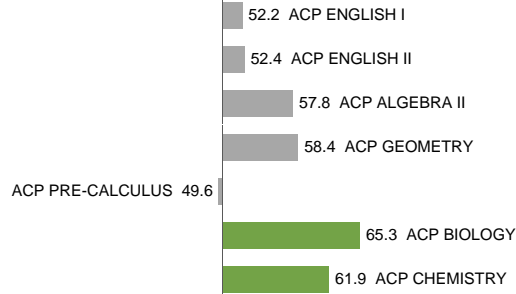 52.2 ACP ENGLISH I
52.4 ACP ENGLISH II
57.8 ACP ALGEBRA II
58.4 ACP GEOMETRY
ACP PRE-CALCULUS 49.6
65.3 ACP BIOLOGY
61.9 ACP CHEMISTRY